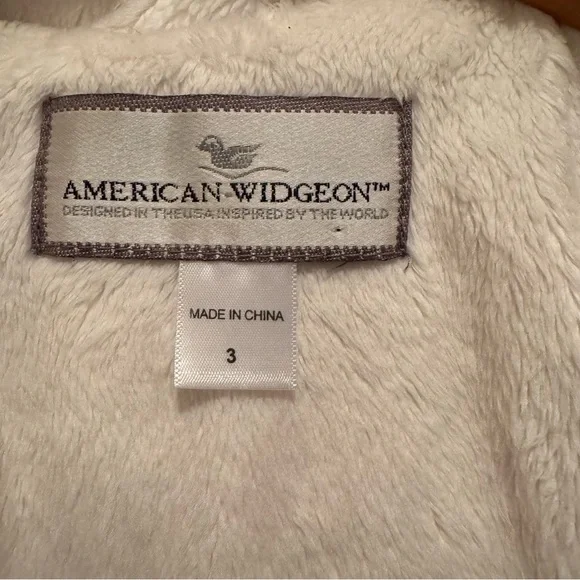 AMERICAN WIDGEON™
DESIGNED IN THE USA INSPIRED BY THE WORLD
MADE IN CHINA
3